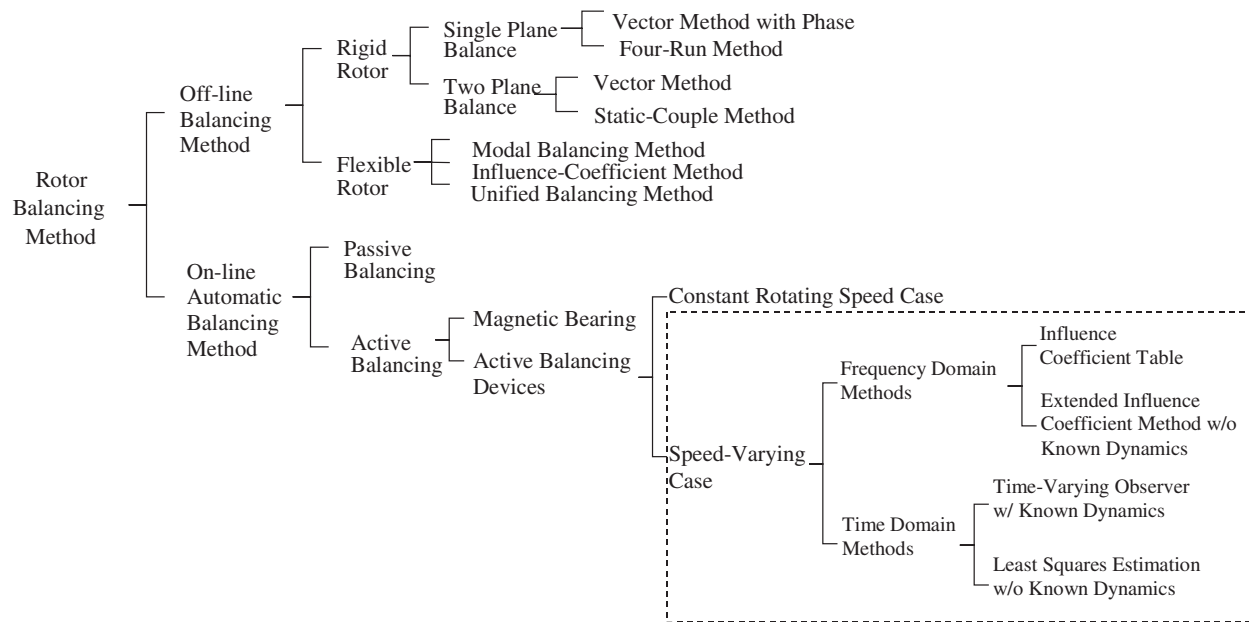 Rotor
Balancing
Method
Off-line
Balancing
Method
Rigid
Rotor
Single Plane
Balance
Vector Method with Phase
Four-Run Method
Two Plane
Balance
Vector Method
Static-Couple Method
Flexible
Rotor
Modal Balancing Method
Influence-Coefficient Method
Unified Balancing Method
On-line
Automatic
Balancing
Method
Passive
Balancing
Active
Balancing
Magnetic Bearing
Active Balancing
Devices
Constant Rotating Speed Case
Speed-Varying
Case
Frequency Domain
Methods
Influence
Coefficient Table
Extended Influence
Coefficient Method w/o
Known Dynamics
Time Domain
Methods
Time-Varying Observer
w/ Known Dynamics
Least Squares Estimation
w/o Known Dynamics